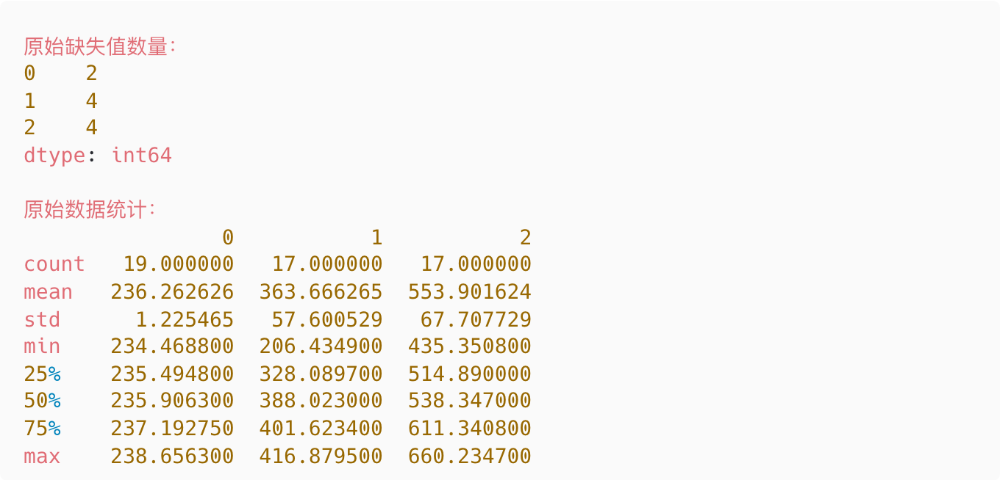 原始缺失值数量：
0    2
1    4
2    4
dtype: int64
原始数据统计：
                0           1           2
count   19.000000   17.000000   17.000000
mean   236.262626  363.666265  553.901624
std      1.225465   57.600529   67.707729
min    234.468800  206.434900  435.350800
25%    235.494800  328.089700  514.890000
50%    235.906300  388.023000  538.347000
75%    237.192750  401.623400  611.340800
max    238.656300  416.879500  660.234700